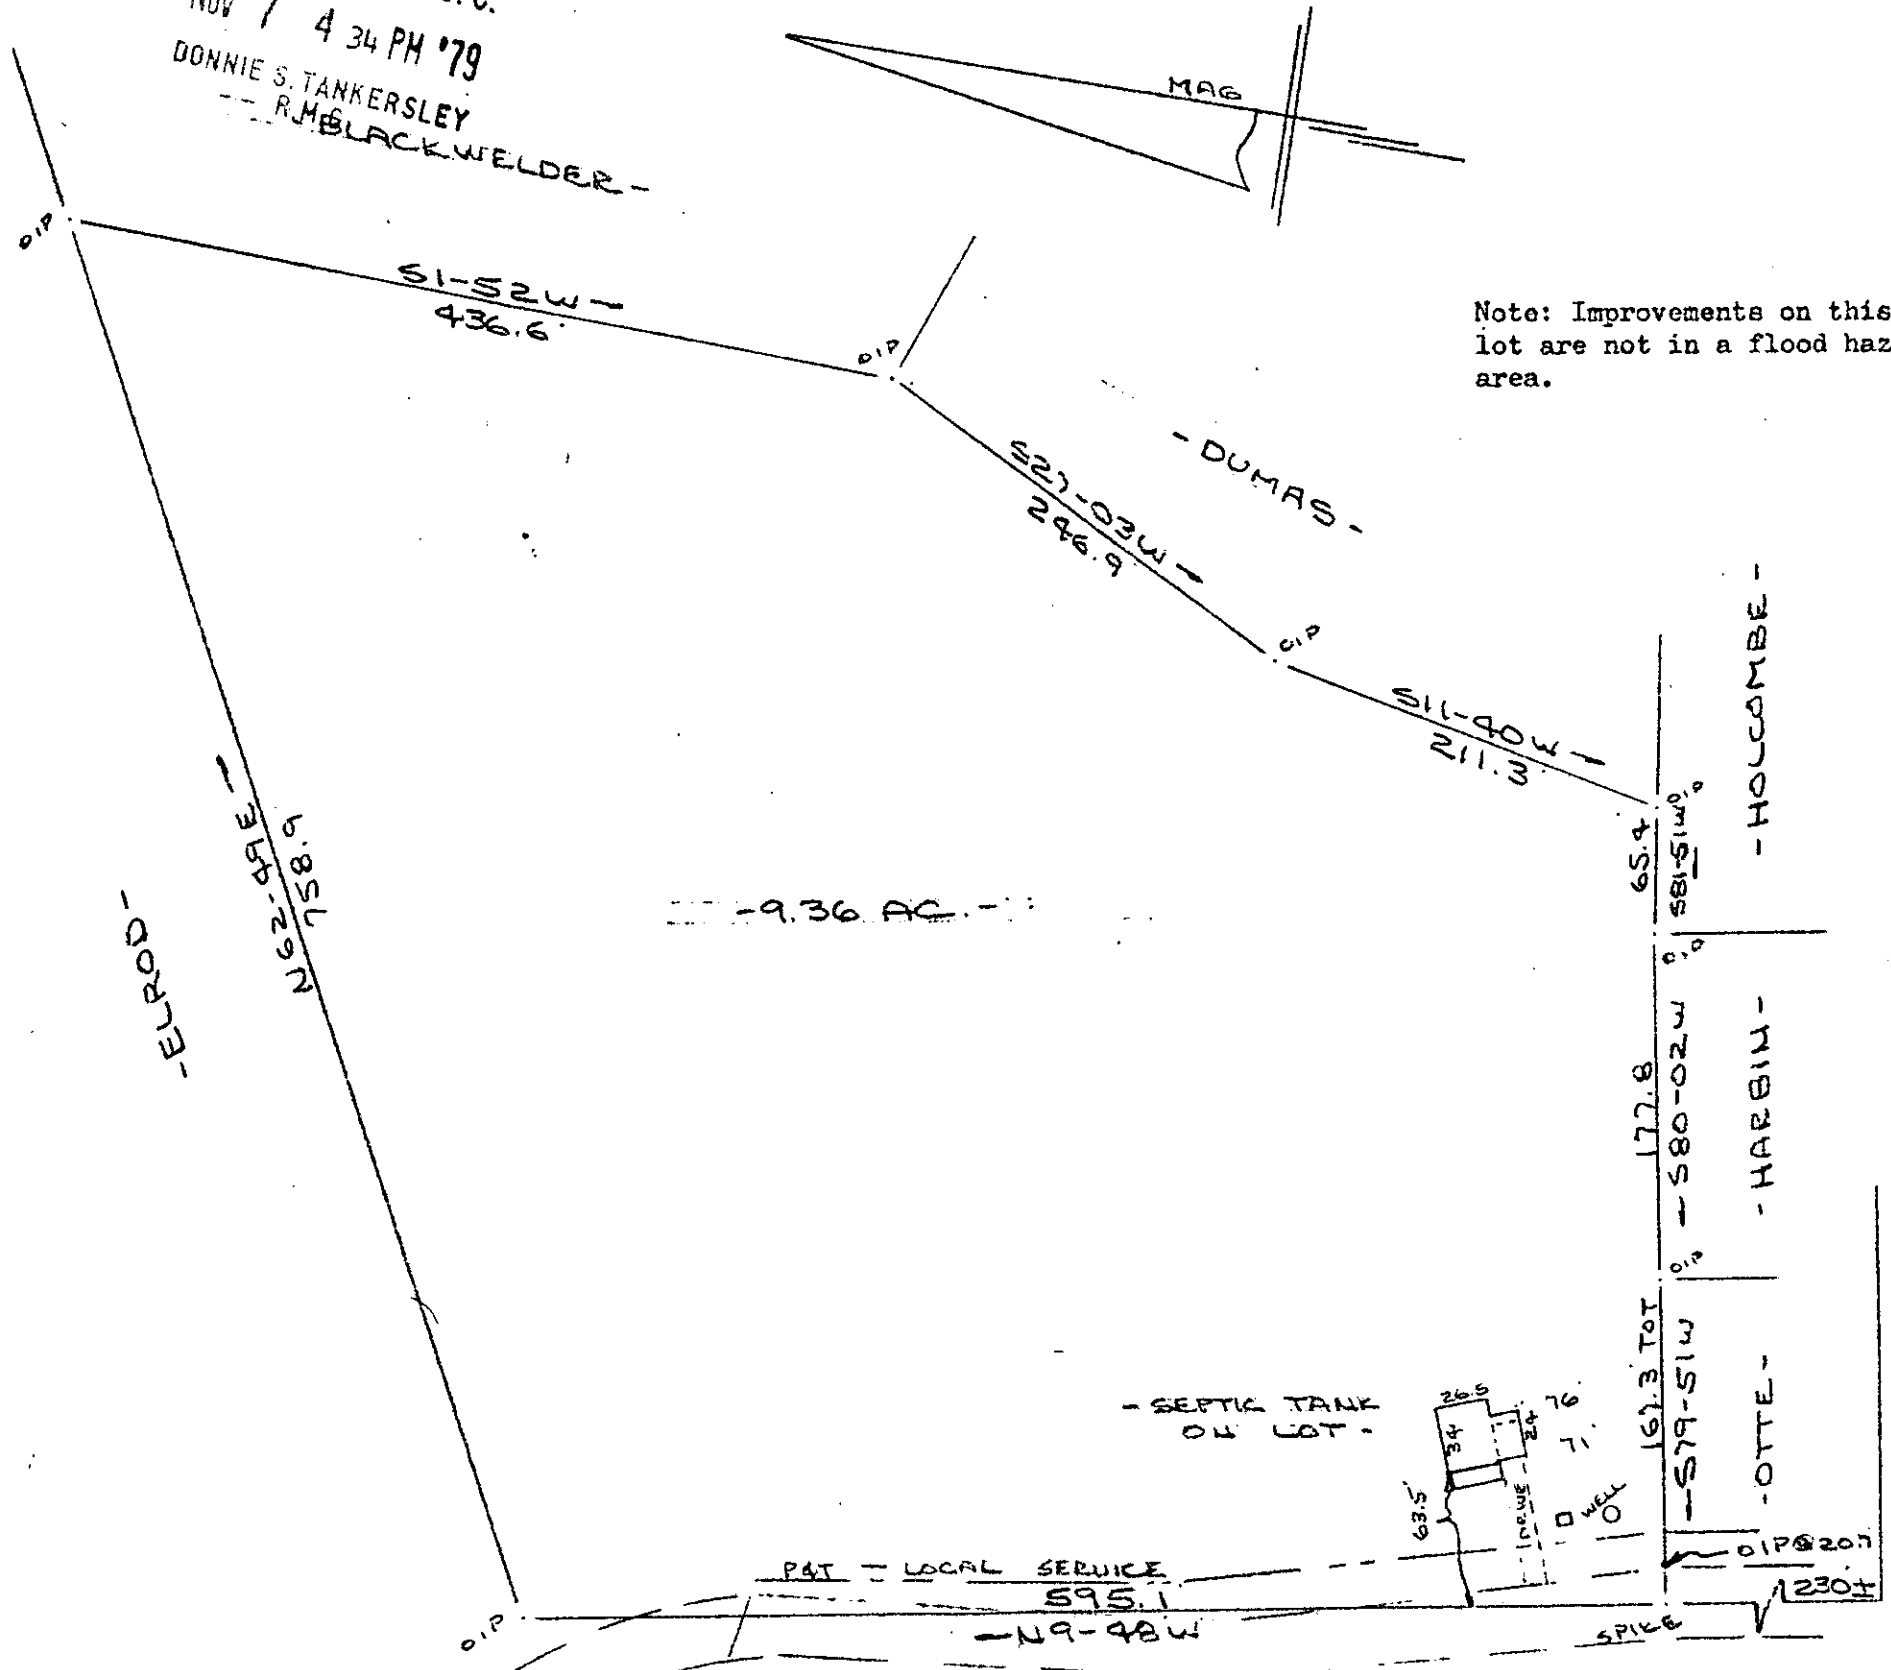 NOV 7 4 34 PM '79
DONNIE S. TANKERSLEY
R.M.C.
BLACKWELDER -
MAG
OIP
S1-52W
436.6'
OIP
Note: Improvements on this
lot are not in a flood haz
area.
- DUMAS -
S27-03W
246.9
OIP
S11-40W
211.3'
- HOLCOMBE -
OIP
65.4
S81-51W
N62-49E
758.9
-9.36 AC.-
- ELROD -
OIP
177.8
S80-02W
- HARBIN -
OIP
167.3 TOT
S79-51W
- OTTE -
- SEPTIC TANK
ON LOT -
26.5
34
24
76'
71'
63.5'
DRIVE
WELL
OIP@20.7
1230±
P&T - LOCAL SERVICE
595.1
N9-48W
SPIKE
OIP